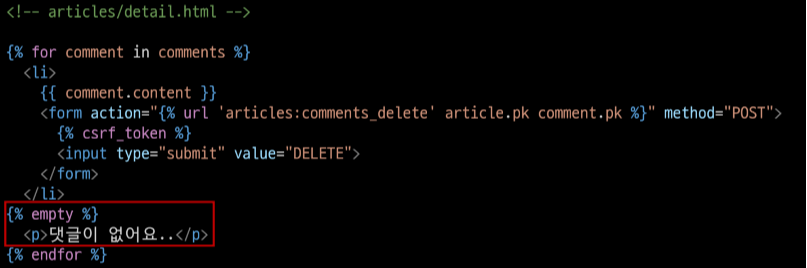 <!-- articles/detail.html -->
{% for comment in comments %}
<li>
{{ comment.content }}
<form action="{% url 'articles:comments_delete' article.pk comment.pk %}" method="POST">
{% csrf_token %}
<input type="submit" value="DELETE">
</form>
</li>
{% empty %}
<p>댓글이 없어요..</p>
{% endfor %}